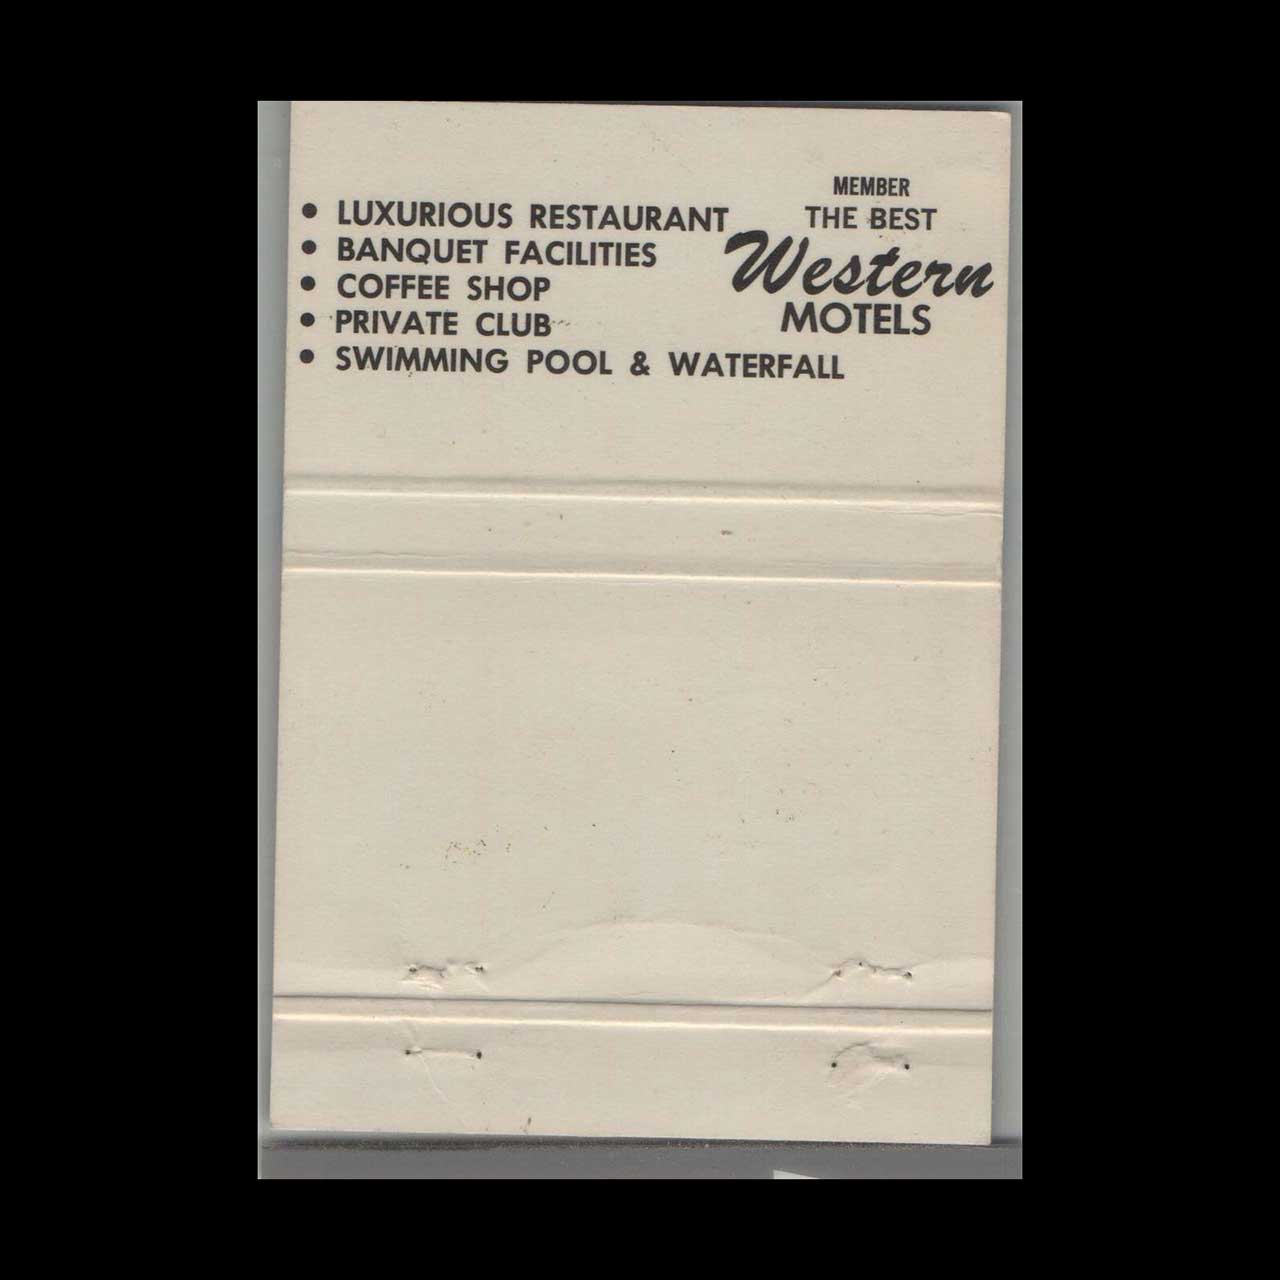 • LUXURIOUS RESTAURANT
• BANQUET FACILITIES
• COFFEE SHOP
• PRIVATE CLUB
• SWIMMING POOL & WATERFALL
MEMBER
THE BEST
Western
MOTELS